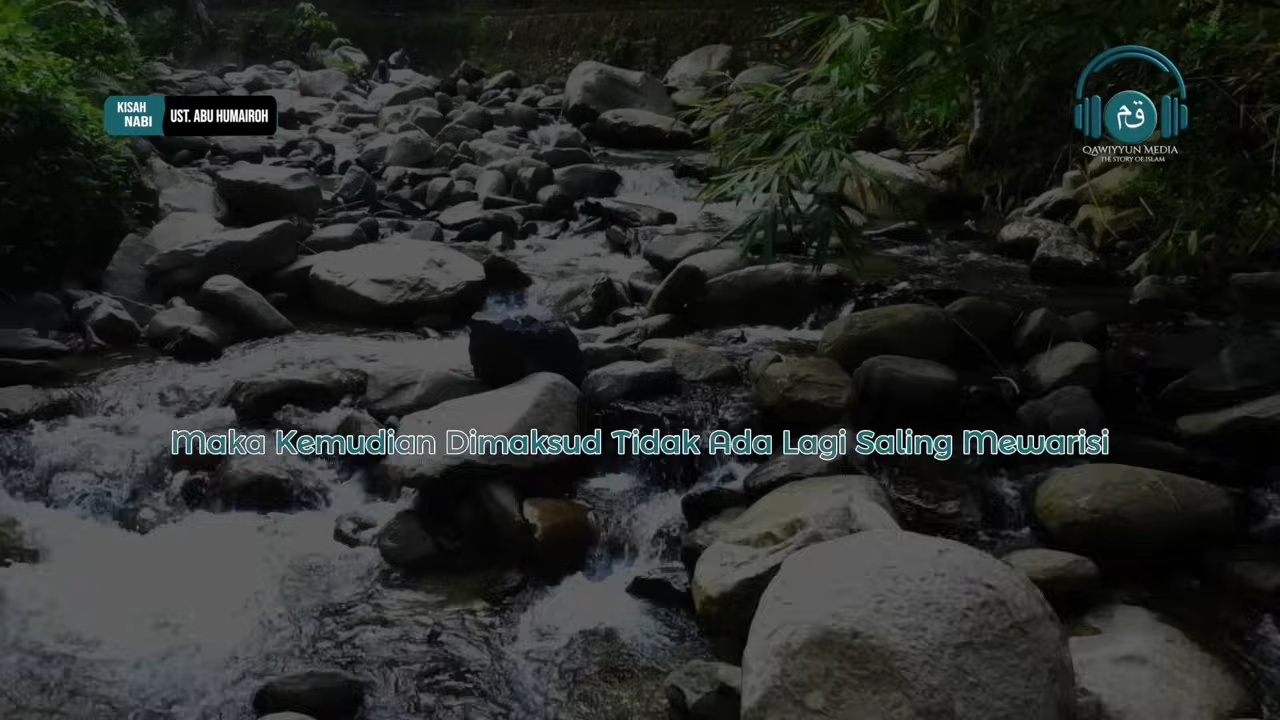 KISAH
NABI
UST. ABU HUMAIROH
قم
QAWIYYUN MEDIA
THE STORY OF ISLAM
Maka Kemudian Dimaksud Tidak Ada Lagi Saling Mewarisi